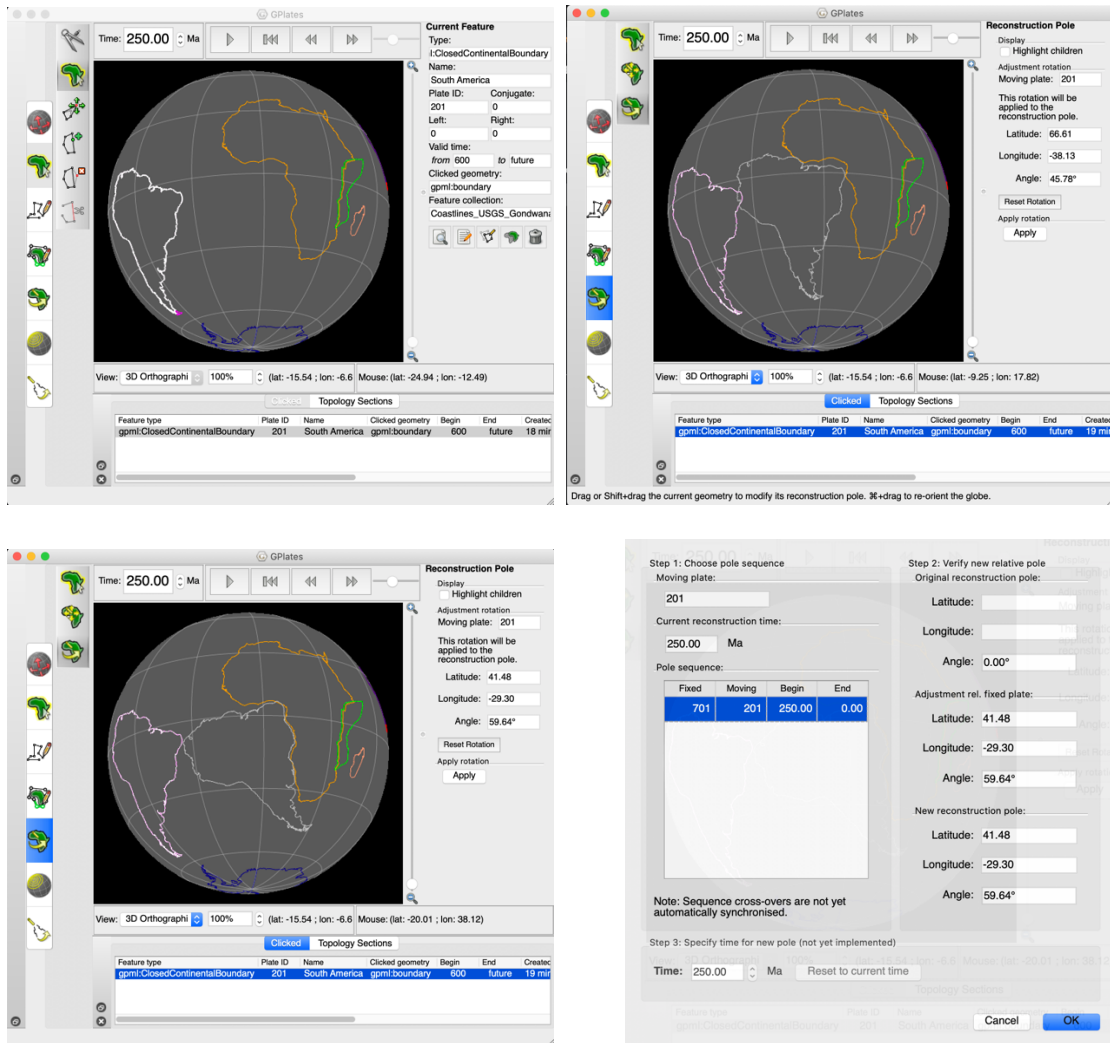 GPlates
Time: 250.00 Ma
Current Feature
Type:
l:ClosedContinentalBoundary
Name:
South America
Plate ID: Conjugate:
201 0
Left: Right:
0 0
Valid time:
from 600 to future
Clicked geometry:
gpml:boundary
Feature collection:
Coastlines_USGS_Gondwana
View: 3D Orthographi 100% (lat: -15.54 ; lon: -6.6 Mouse: (lat: -24.94 ; lon: -12.49)
Clicked Topology Sections
Feature type Plate ID Name Clicked geometry Begin End Created
gpml:ClosedContinentalBoundary 201 South America gpml:boundary 600 future 18 min
GPlates
Time: 250.00 Ma
Reconstruction Pole
Display
Highlight children
Adjustment rotation
Moving plate: 201
This rotation will be
applied to the
reconstruction pole.
Latitude: 66.61
Longitude: -38.13
Angle: 45.78°
Reset Rotation
Apply rotation
Apply
View: 3D Orthographi 100% (lat: -15.54 ; lon: -6.6 Mouse: (lat: -9.25 ; lon: 17.82)
Clicked Topology Sections
Feature type Plate ID Name Clicked geometry Begin End Created
gpml:ClosedContinentalBoundary 201 South America gpml:boundary 600 future 19 min
Drag or Shift+drag the current geometry to modify its reconstruction pole. ⌘+drag to re-orient the globe.
GPlates
Time: 250.00 Ma
Reconstruction Pole
Display
Highlight children
Adjustment rotation
Moving plate: 201
This rotation will be
applied to the
reconstruction pole.
Latitude: 41.48
Longitude: -29.30
Angle: 59.64°
Reset Rotation
Apply rotation
Apply
View: 3D Orthographi 100% (lat: -15.54 ; lon: -6.6 Mouse: (lat: -20.01 ; lon: 38.12)
Clicked Topology Sections
Feature type Plate ID Name Clicked geometry Begin End Created
gpml:ClosedContinentalBoundary 201 South America gpml:boundary 600 future 19 min
Step 1: Choose pole sequence
Moving plate:
201
Current reconstruction time:
250.00 Ma
Pole sequence:
Fixed Moving Begin End
701 201 250.00 0.00
Note: Sequence cross-overs are not yet
automatically synchronised.
Step 2: Verify new relative pole
Original reconstruction pole:
Latitude:
Longitude:
Angle: 0.00°
Adjustment rel. fixed plate:
Latitude: 41.48
Longitude: -29.30
Angle: 59.64°
New reconstruction pole:
Latitude: 41.48
Longitude: -29.30
Angle: 59.64°
Step 3: Specify time for new pole (not yet implemented)
Time: 250.00 Ma Reset to current time
Cancel OK